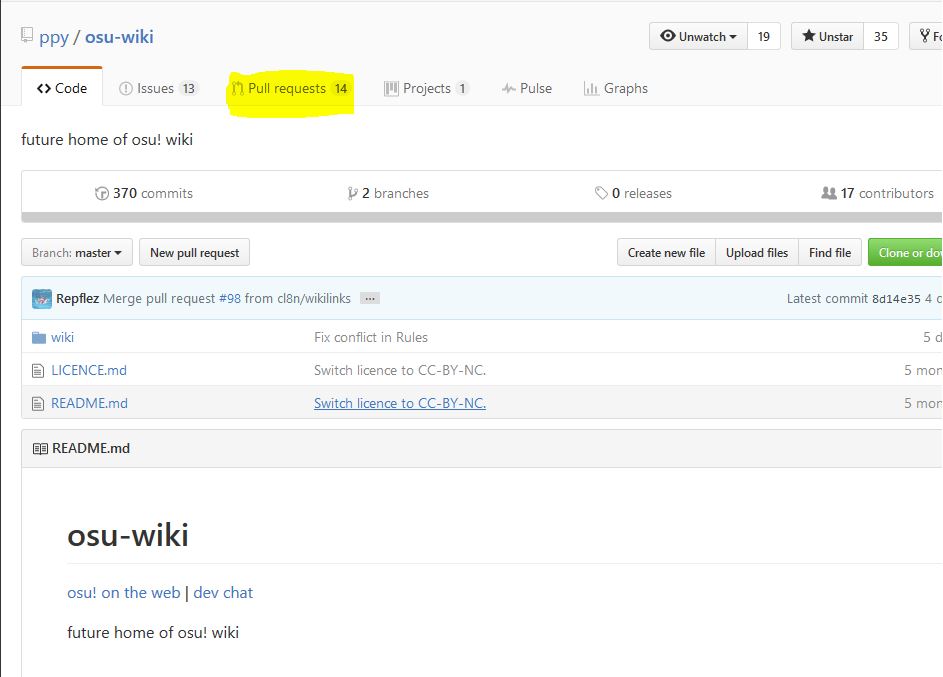 ppy / osu-wiki Unwatch 19 Unstar 35
Code Issues 13 Pull requests 14 Projects 1 Pulse Graphs
future home of osu! wiki
370 commits 2 branches 0 releases 17 contributors
Branch: master New pull request Create new file Upload files Find file Clone or do
Repflez Merge pull request #98 from cl8n/wikilinks ... Latest commit 8d14e35 4 d
wiki Fix conflict in Rules 5 d
LICENCE.md Switch licence to CC-BY-NC. 5 mon
README.md Switch licence to CC-BY-NC. 5 mon
README.md
osu-wiki
osu! on the web | dev chat
future home of osu! wiki